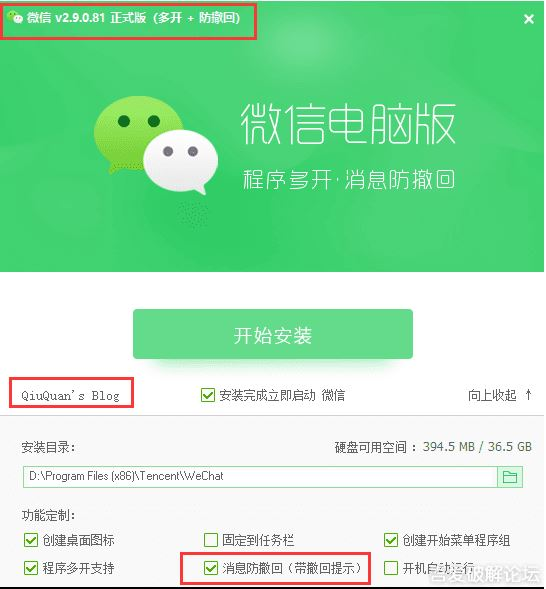 微信 v2.9.0.81 正式版（多开 + 防撤回）
微信电脑版
程序多开·消息防撤回
开始安装
QiuQuan's Blog
安装完成立即启动 微信
向上收起 ↑
安装目录：
硬盘可用空间： 394.5 MB / 36.5 GB
D:\Program Files (x86)\Tencent\WeChat
功能定制：
创建桌面图标
固定到任务栏
创建开始菜单程序组
程序多开支持
消息防撤回（带撤回提示）
开机自动运行
吾爱破解论坛